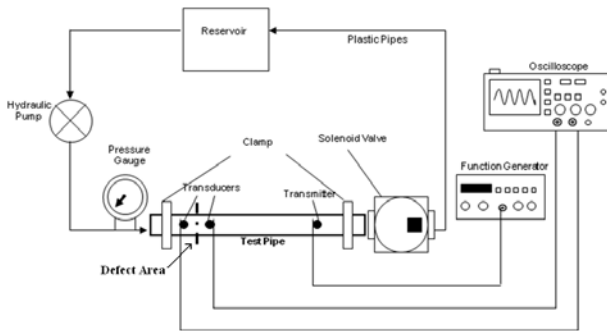 Reservoir
Plastic Pipes
Oscilloscope
Hydraulic
Pump
Pressure
Gauge
Clamp
Solenoid Valve
Function Generator
Transducers
Transmitter
Test Pipe
Defect Area